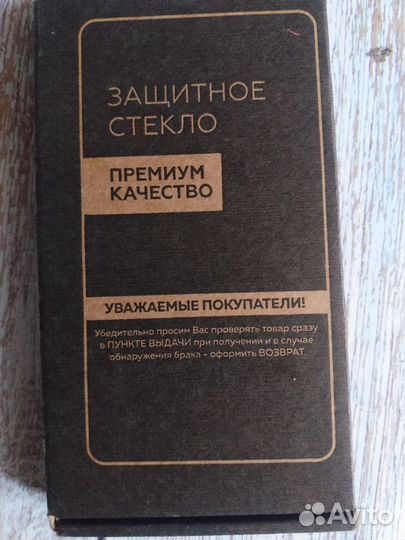 ЗАЩИТНОЕ
СТЕКЛО
ПРЕМИУМ
КАЧЕСТВО
УВАЖАЕМЫЕ ПОКУПАТЕЛИ!
Убедительно просим Вас проверять товар сразу
в ПУНКТЕ ВЫДАЧИ при получении и в случае
обнаружения брака - оформить ВОЗВРАТ.
Avito